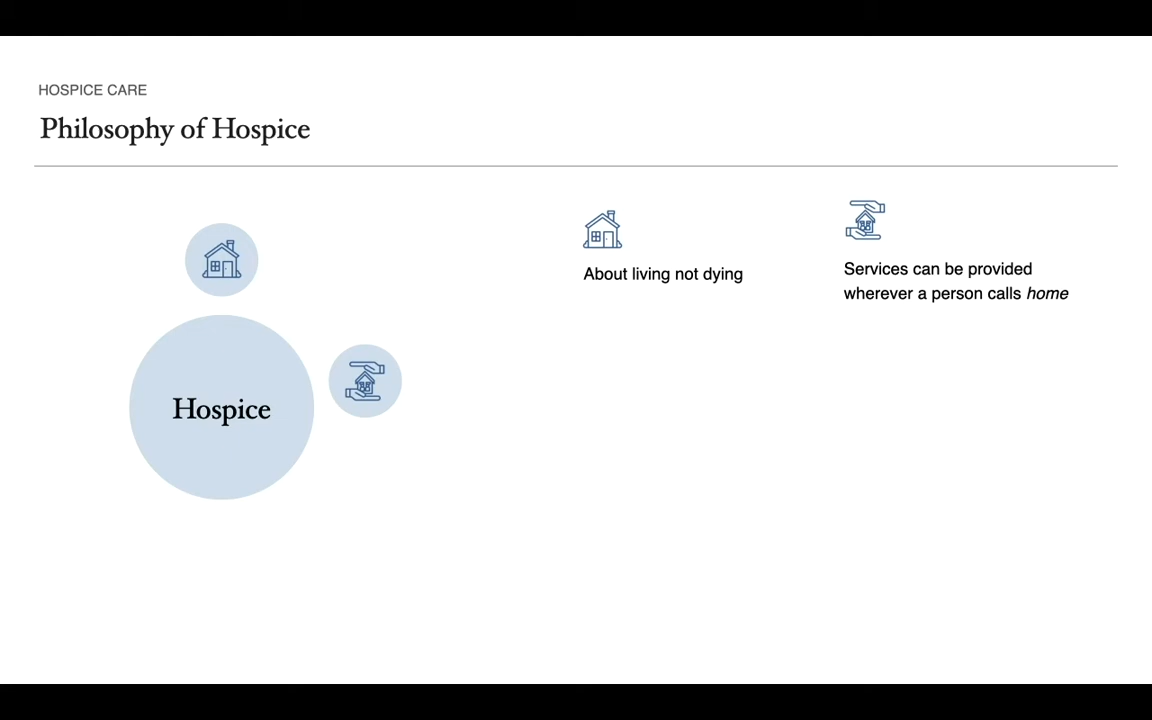 HOSPICE CARE
Philosophy of Hospice
Hospice
About living not dying
Services can be provided
wherever a person calls home